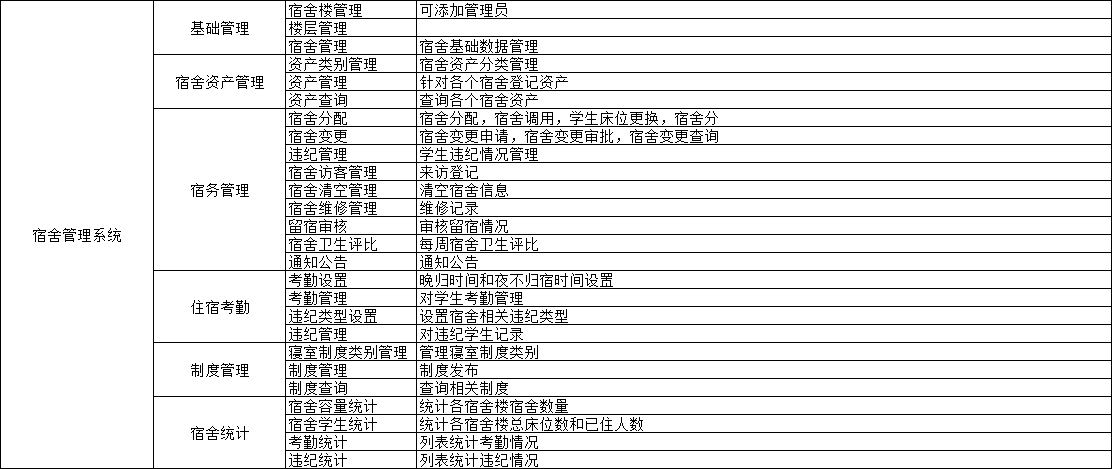 宿舍管理系统
基础管理
宿舍楼管理 可添加管理员
楼层管理
宿舍管理 宿舍基础数据管理
宿舍资产管理
资产类别管理 宿舍资产分类管理
资产管理 针对各个宿舍登记资产
资产查询 查询各个宿舍资产
宿务管理
宿舍分配 宿舍分配，宿舍调用，学生床位更换，宿舍分
宿舍变更 宿舍变更申请，宿舍变更审批，宿舍变更查询
违纪管理 学生违纪情况管理
宿舍访客管理 来访登记
宿舍清空管理 清空宿舍信息
宿舍维修管理 维修记录
留宿审核 审核留宿情况
宿舍卫生评比 每周宿舍卫生评比
通知公告 通知公告
住宿考勤
考勤设置 晚归时间和夜不归宿时间设置
考勤管理 对学生考勤管理
违纪类型设置 设置宿舍相关违纪类型
违纪管理 对违纪学生记录
制度管理
寝室制度类别管理 管理寝室制度类别
制度管理 制度发布
制度查询 查询相关制度
宿舍统计
宿舍容量统计 统计各宿舍楼宿舍数量
宿舍学生统计 统计各宿舍楼总床位数和已住人数
考勤统计 列表统计考勤情况
违纪统计 列表统计违纪情况